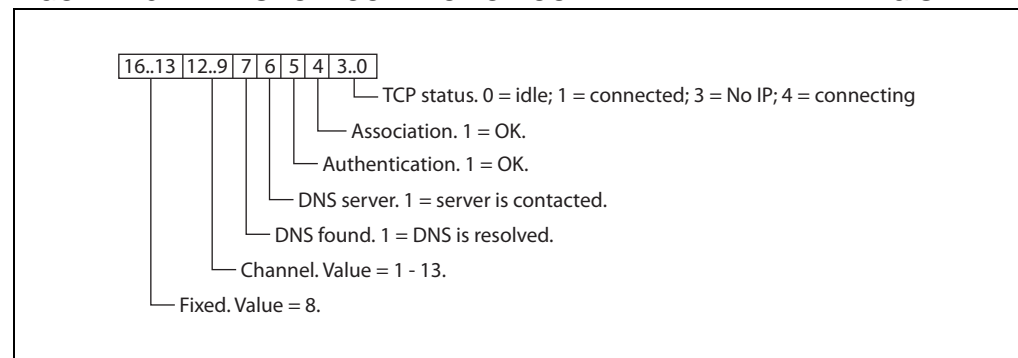 16..13 12..9 7 6 5 4 3..0
TCP status. 0 = idle; 1 = connected; 3 = No IP; 4 = connecting
Association. 1 = OK.
Authentication. 1 = OK.
DNS server. 1 = server is contacted.
DNS found. 1 = DNS is resolved.
Channel. Value = 1 - 13.
Fixed. Value = 8.